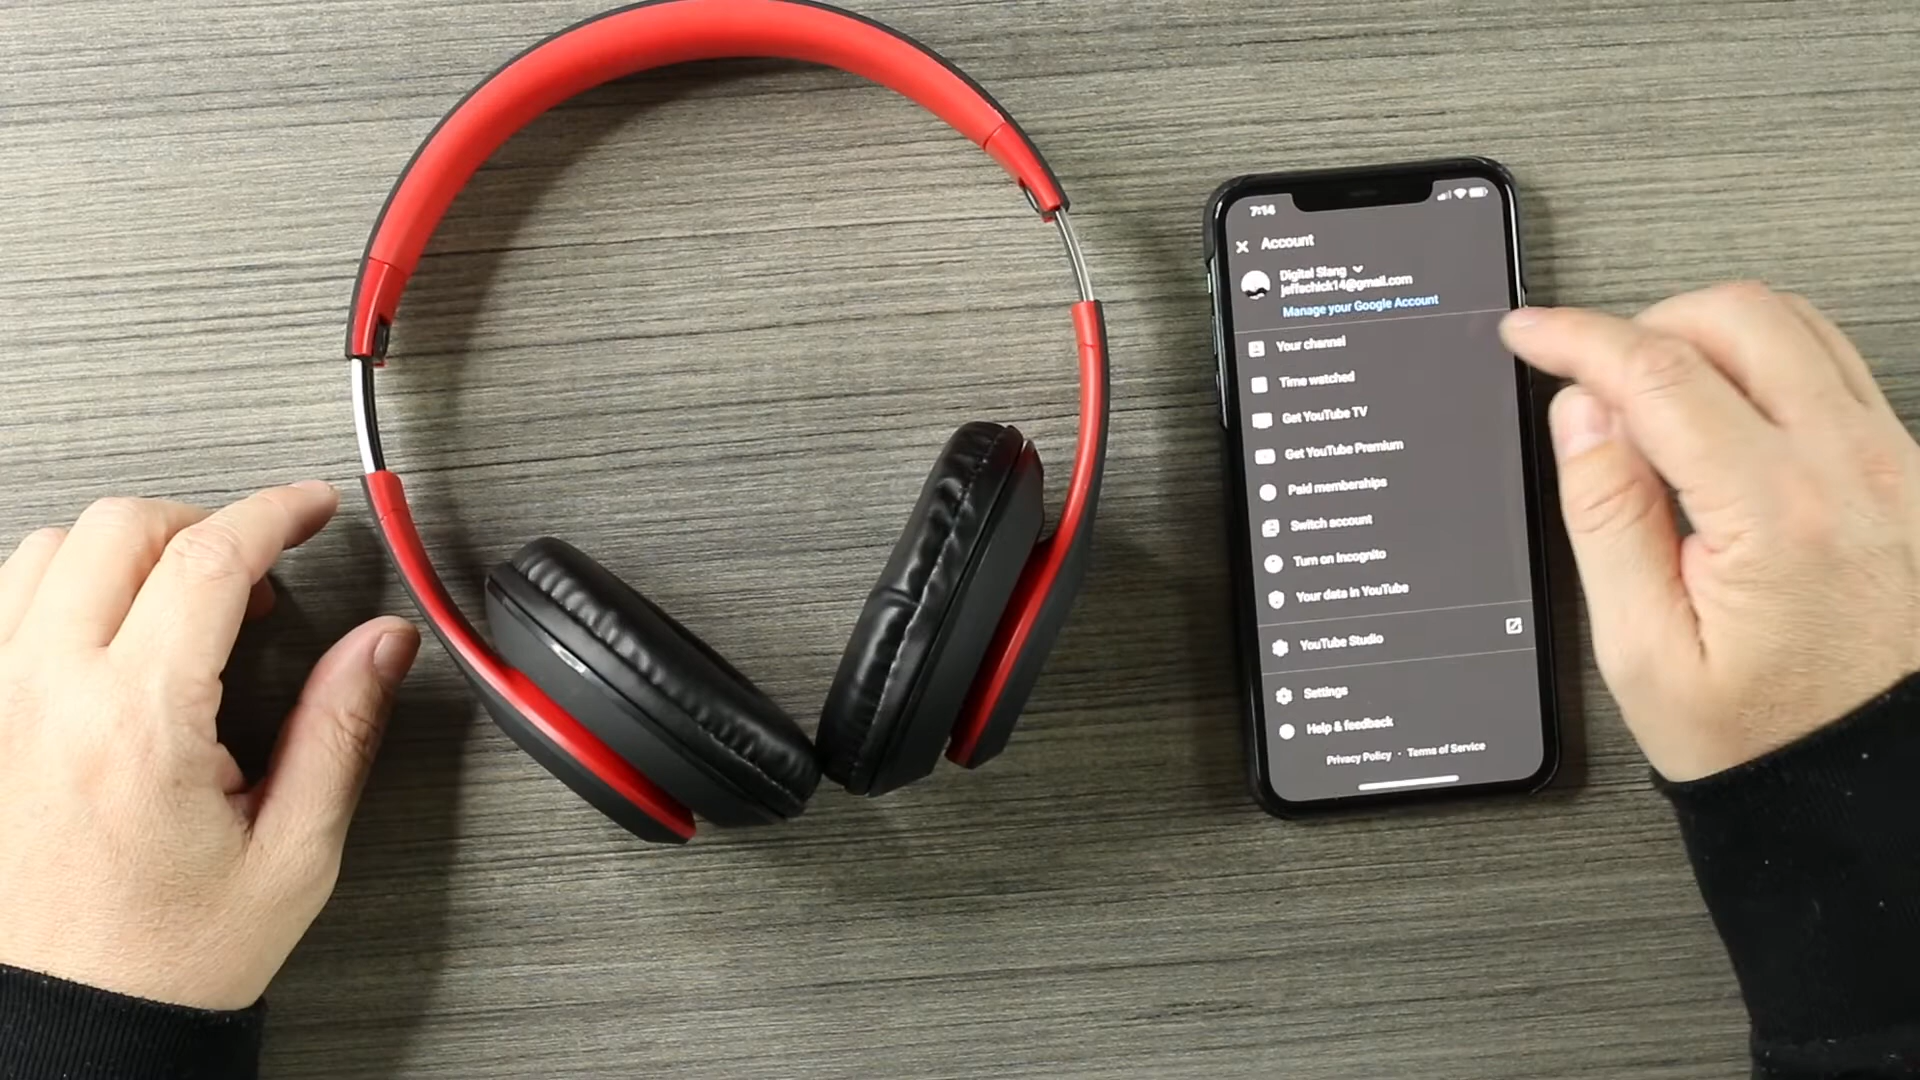 7:14
Account
Digital Slang
jeffschick14@gmail.com
Manage your Google Account
Your channel
Time watched
Get YouTube TV
Get YouTube Premium
Paid memberships
Switch account
Turn on Incognito
Your data in YouTube
YouTube Studio
Settings
Help & feedback
Privacy Policy · Terms of Service